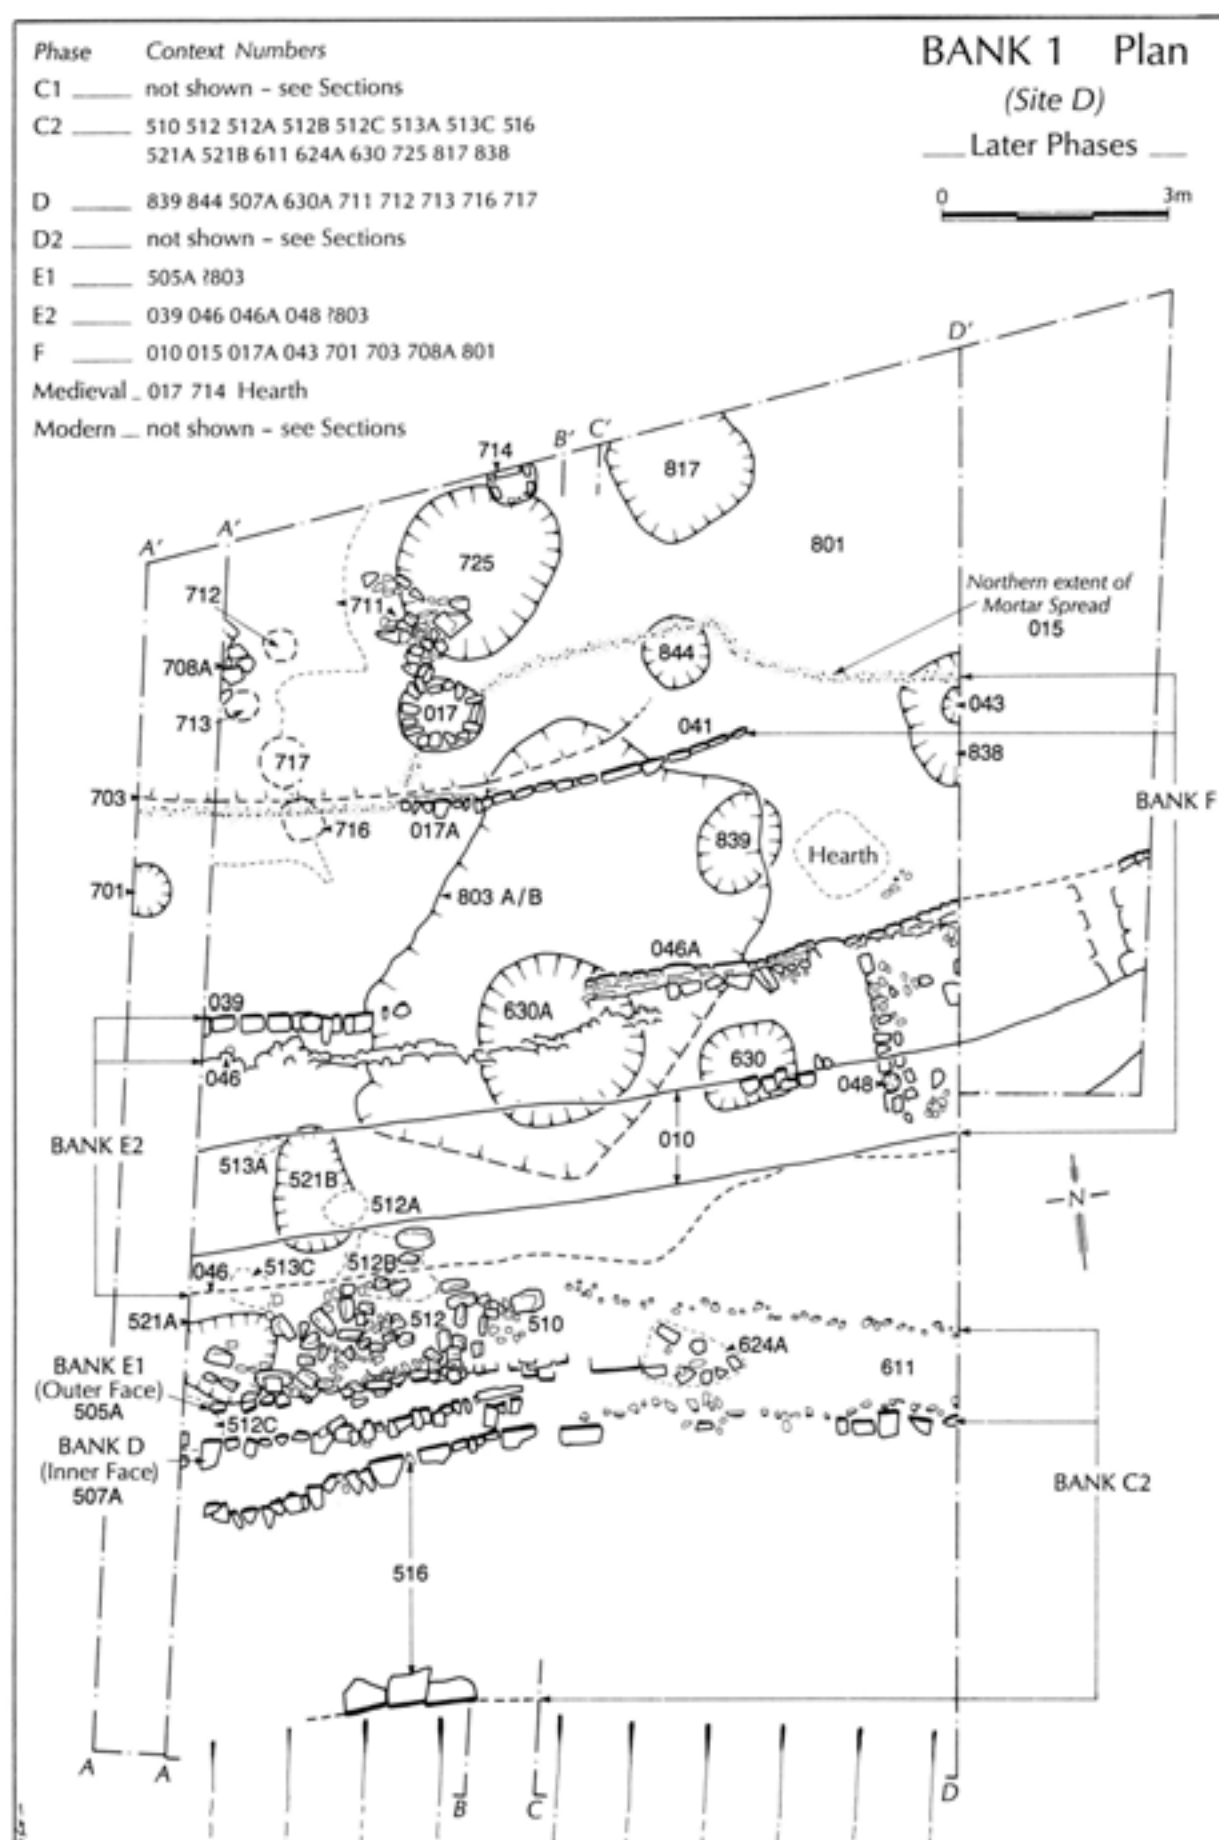 Phase Context Numbers
C1 not shown – see Sections
C2 510 512 512A 512B 512C 513A 513C 516
521A 521B 611 624A 630 725 817 838
D 839 844 507A 630A 711 712 713 716 717
D2 not shown – see Sections
E1 505A ?803
E2 039 046 046A 048 ?803
F 010 015 017A 043 701 703 708A 801
Medieval 017 714 Hearth
Modern not shown – see Sections
BANK 1 Plan
(Site D)
Later Phases
0 3m
D'
B' C'
714
817
A' A'
725
801
712
711
Northern extent of
Mortar Spread
015
708A
844
713
017
043
041
717
838
703
BANK F
716
017A
839
Hearth
701
803 A/B
046A
039
630A
630
046
048
BANK E2
010
513A
521B
512A
N
046
513C
512B
521A
512
510
624A
BANK E1
(Outer Face)
505A
611
512C
BANK D
(Inner Face)
507A
BANK C2
516
A A B C D